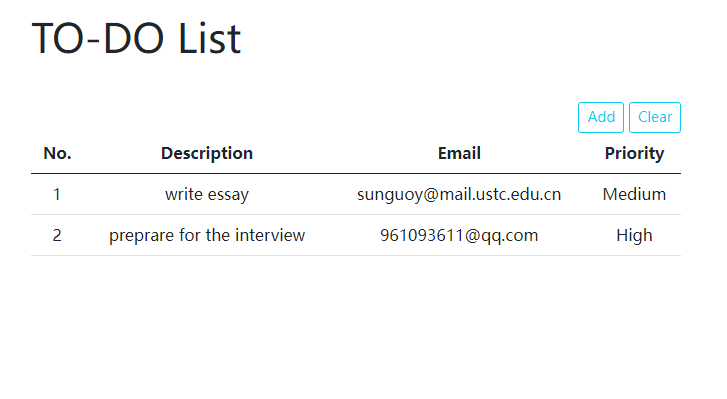 TO-DO List
Add Clear
No. Description Email Priority
1 write essay sunguoy@mail.ustc.edu.cn Medium
2 preprare for the interview 961093611@qq.com High